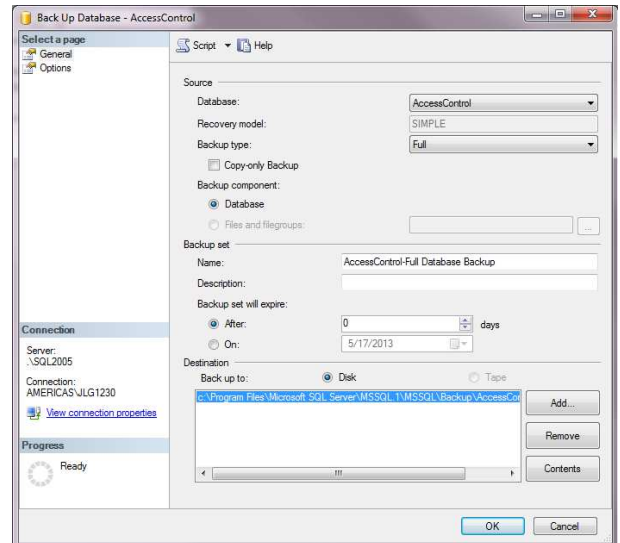 Back Up Database - AccessControl
Select a page
General
Options
Script Help
Source
Database: AccessControl
Recovery model: SIMPLE
Backup type: Full
Copy-only Backup
Backup component:
Database
Files and filegroups: ...
Backup set
Name: AccessControl-Full Database Backup
Description:
Backup set will expire:
After: 0 days
On: 5/17/2013
Destination
Back up to: Disk Tape
c:\Program Files\Microsoft SQL Server\MSSQL.1\MSSQL\Backup\AccessCor
Add...
Remove
Contents
Connection
Server:
.\SQL2005
Connection:
AMERICAS\JLG1230
View connection properties
Progress
Ready
OK Cancel